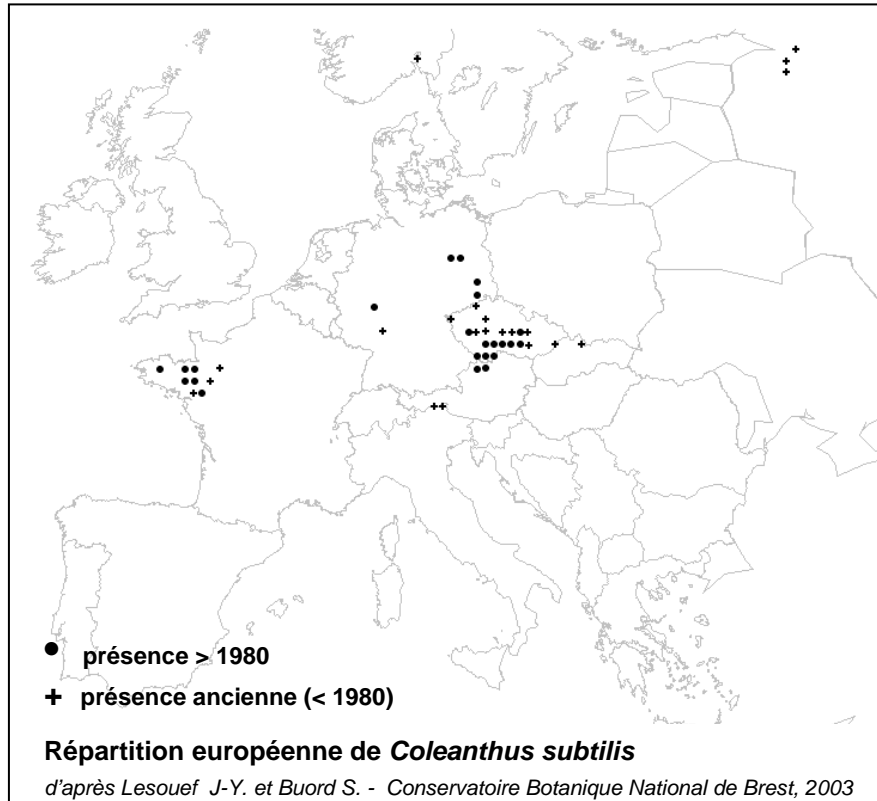 présence > 1980
présence ancienne (< 1980)
Répartition européenne de Coleanthus subtilis
d'après Lesouef J-Y. et Buord S. - Conservatoire Botanique National de Brest, 2003